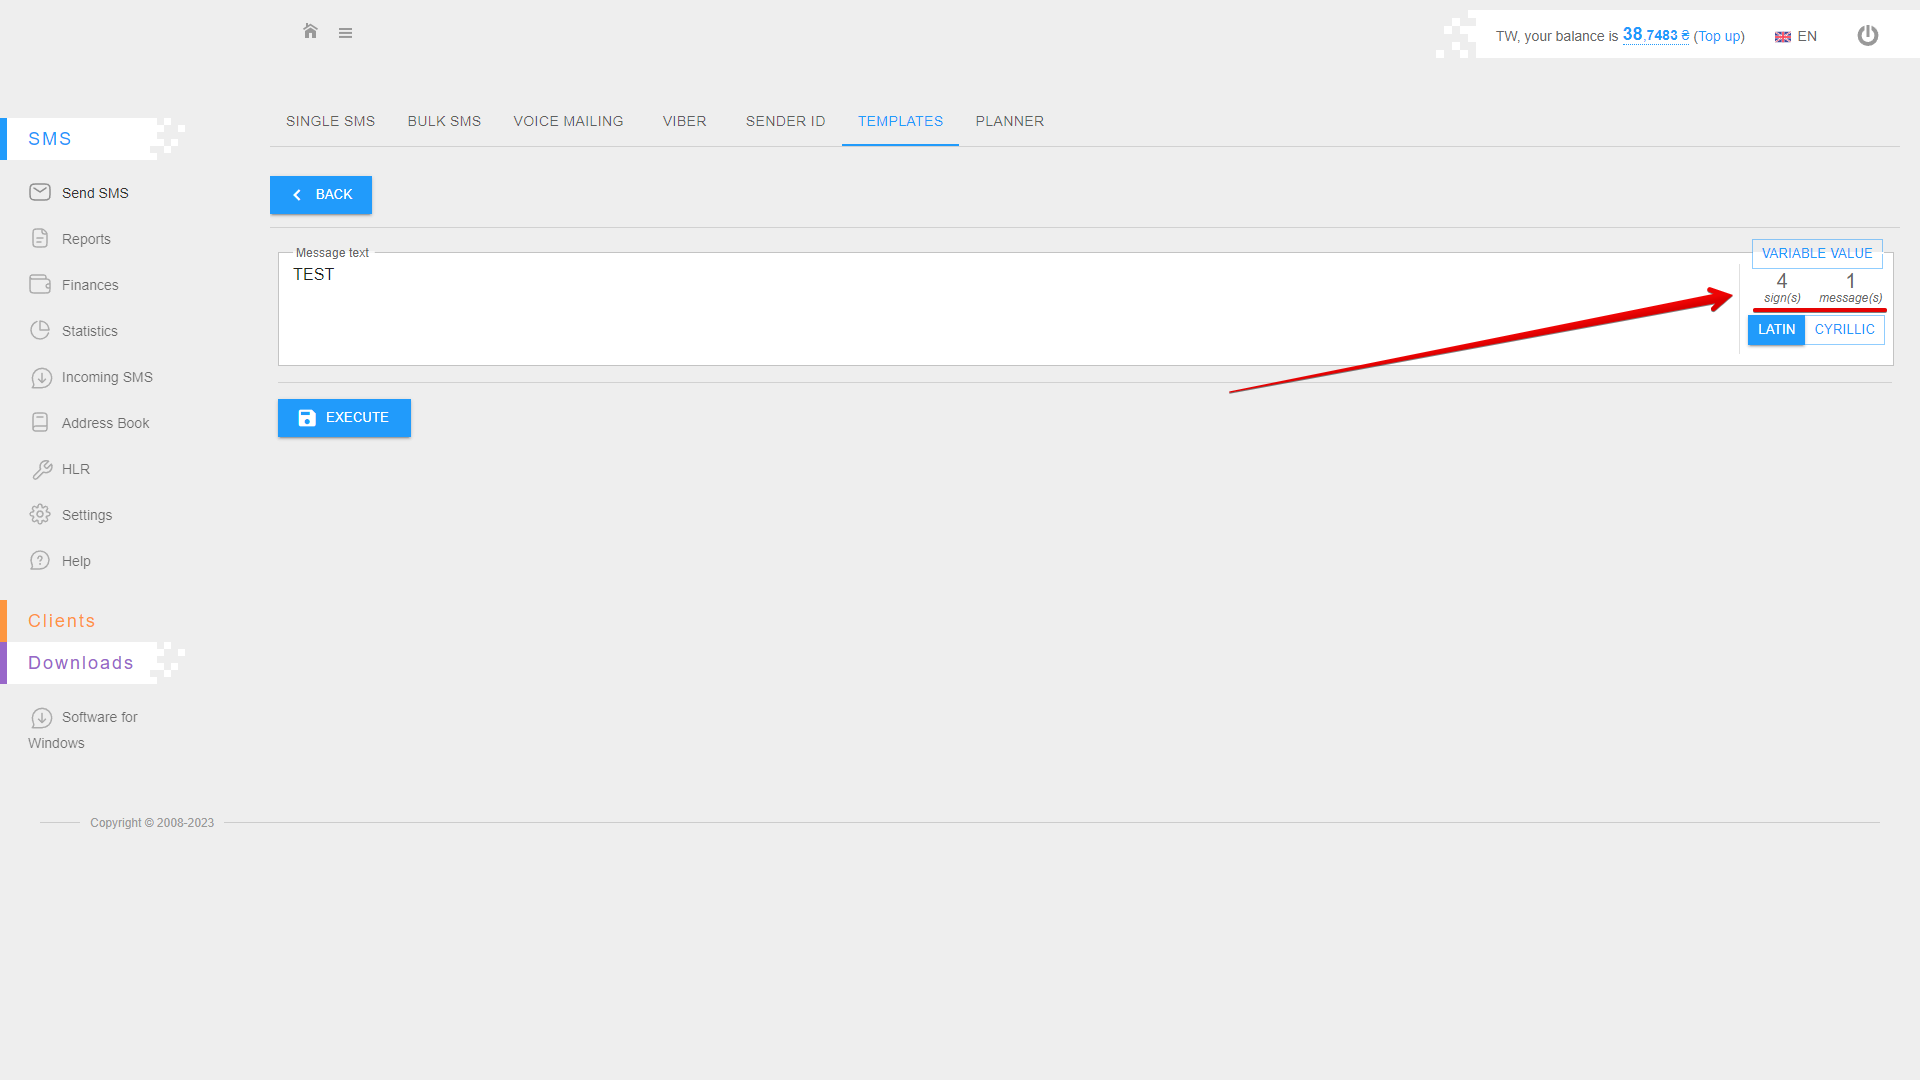 TW, your balance is 38,7483 ₴ (Top up)
EN
SMS
Send SMS
Reports
Finances
Statistics
Incoming SMS
Address Book
HLR
Settings
Help
Clients
Downloads
Software for
Windows
SINGLE SMS
BULK SMS
VOICE MAILING
VIBER
SENDER ID
TEMPLATES
PLANNER
BACK
Message text
TEST
VARIABLE VALUE
4 1
sign(s) message(s)
LATIN CYRILLIC
EXECUTE
Copyright © 2008-2023